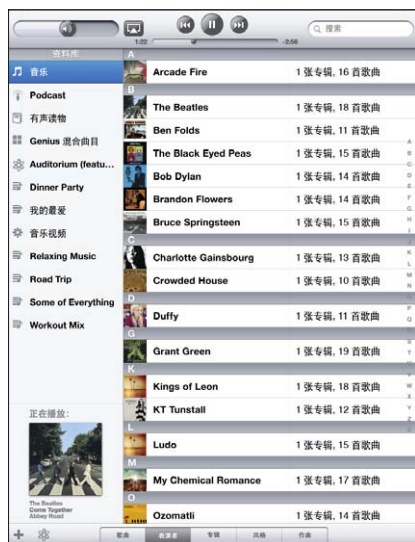 1:22
-2:56
搜索
资料库
音乐
Podcast
有声读物
Genius 混合曲目
Auditorium (featu...
Dinner Party
我的最爱
音乐视频
Relaxing Music
Road Trip
Some of Everything
Workout Mix
正在播放:
The Beatles
Come Together
Abbey Road
A
Arcade Fire 1 张专辑, 16 首歌曲
B
The Beatles 1 张专辑, 18 首歌曲
Ben Folds 1 张专辑, 11 首歌曲
The Black Eyed Peas 1 张专辑, 15 首歌曲
Bob Dylan 1 张专辑, 14 首歌曲
Brandon Flowers 1 张专辑, 14 首歌曲
Bruce Springsteen 1 张专辑, 15 首歌曲
C
Charlotte Gainsbourg 1 张专辑, 13 首歌曲
Crowded House 1 张专辑, 10 首歌曲
D
Duffy 1 张专辑, 11 首歌曲
G
Grant Green 1 张专辑, 19 首歌曲
K
Kings of Leon 1 张专辑, 18 首歌曲
KT Tunstall 1 张专辑, 12 首歌曲
L
Ludo 1 张专辑, 15 首歌曲
M
My Chemical Romance 1 张专辑, 17 首歌曲
O
Ozomatli 1 张专辑, 14 首歌曲
歌曲 表演者 专辑 风格 作曲